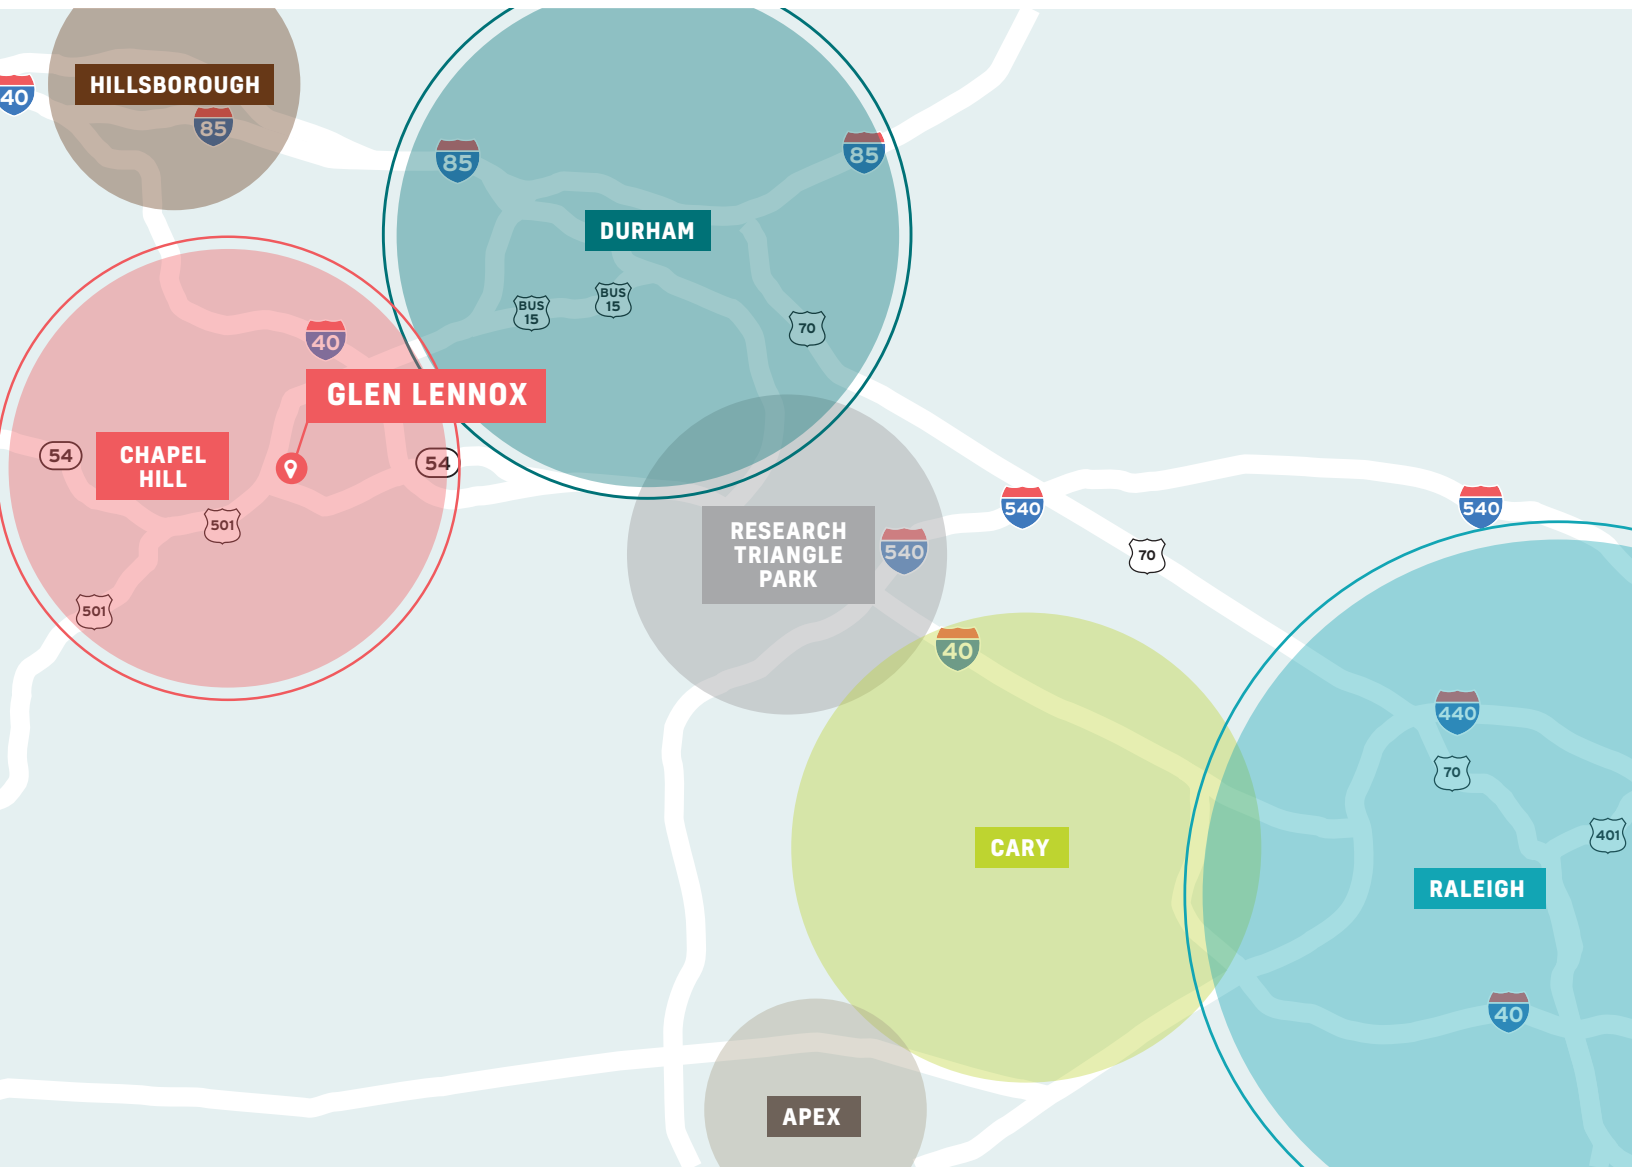 HILLSBOROUGH
40
85
85
85
DURHAM
BUS
15
BUS
15
70
40
GLEN LENNOX
54
CHAPEL
HILL
54
501
501
RESEARCH
TRIANGLE
PARK
540
540
540
70
40
440
70
401
CARY
RALEIGH
40
APEX